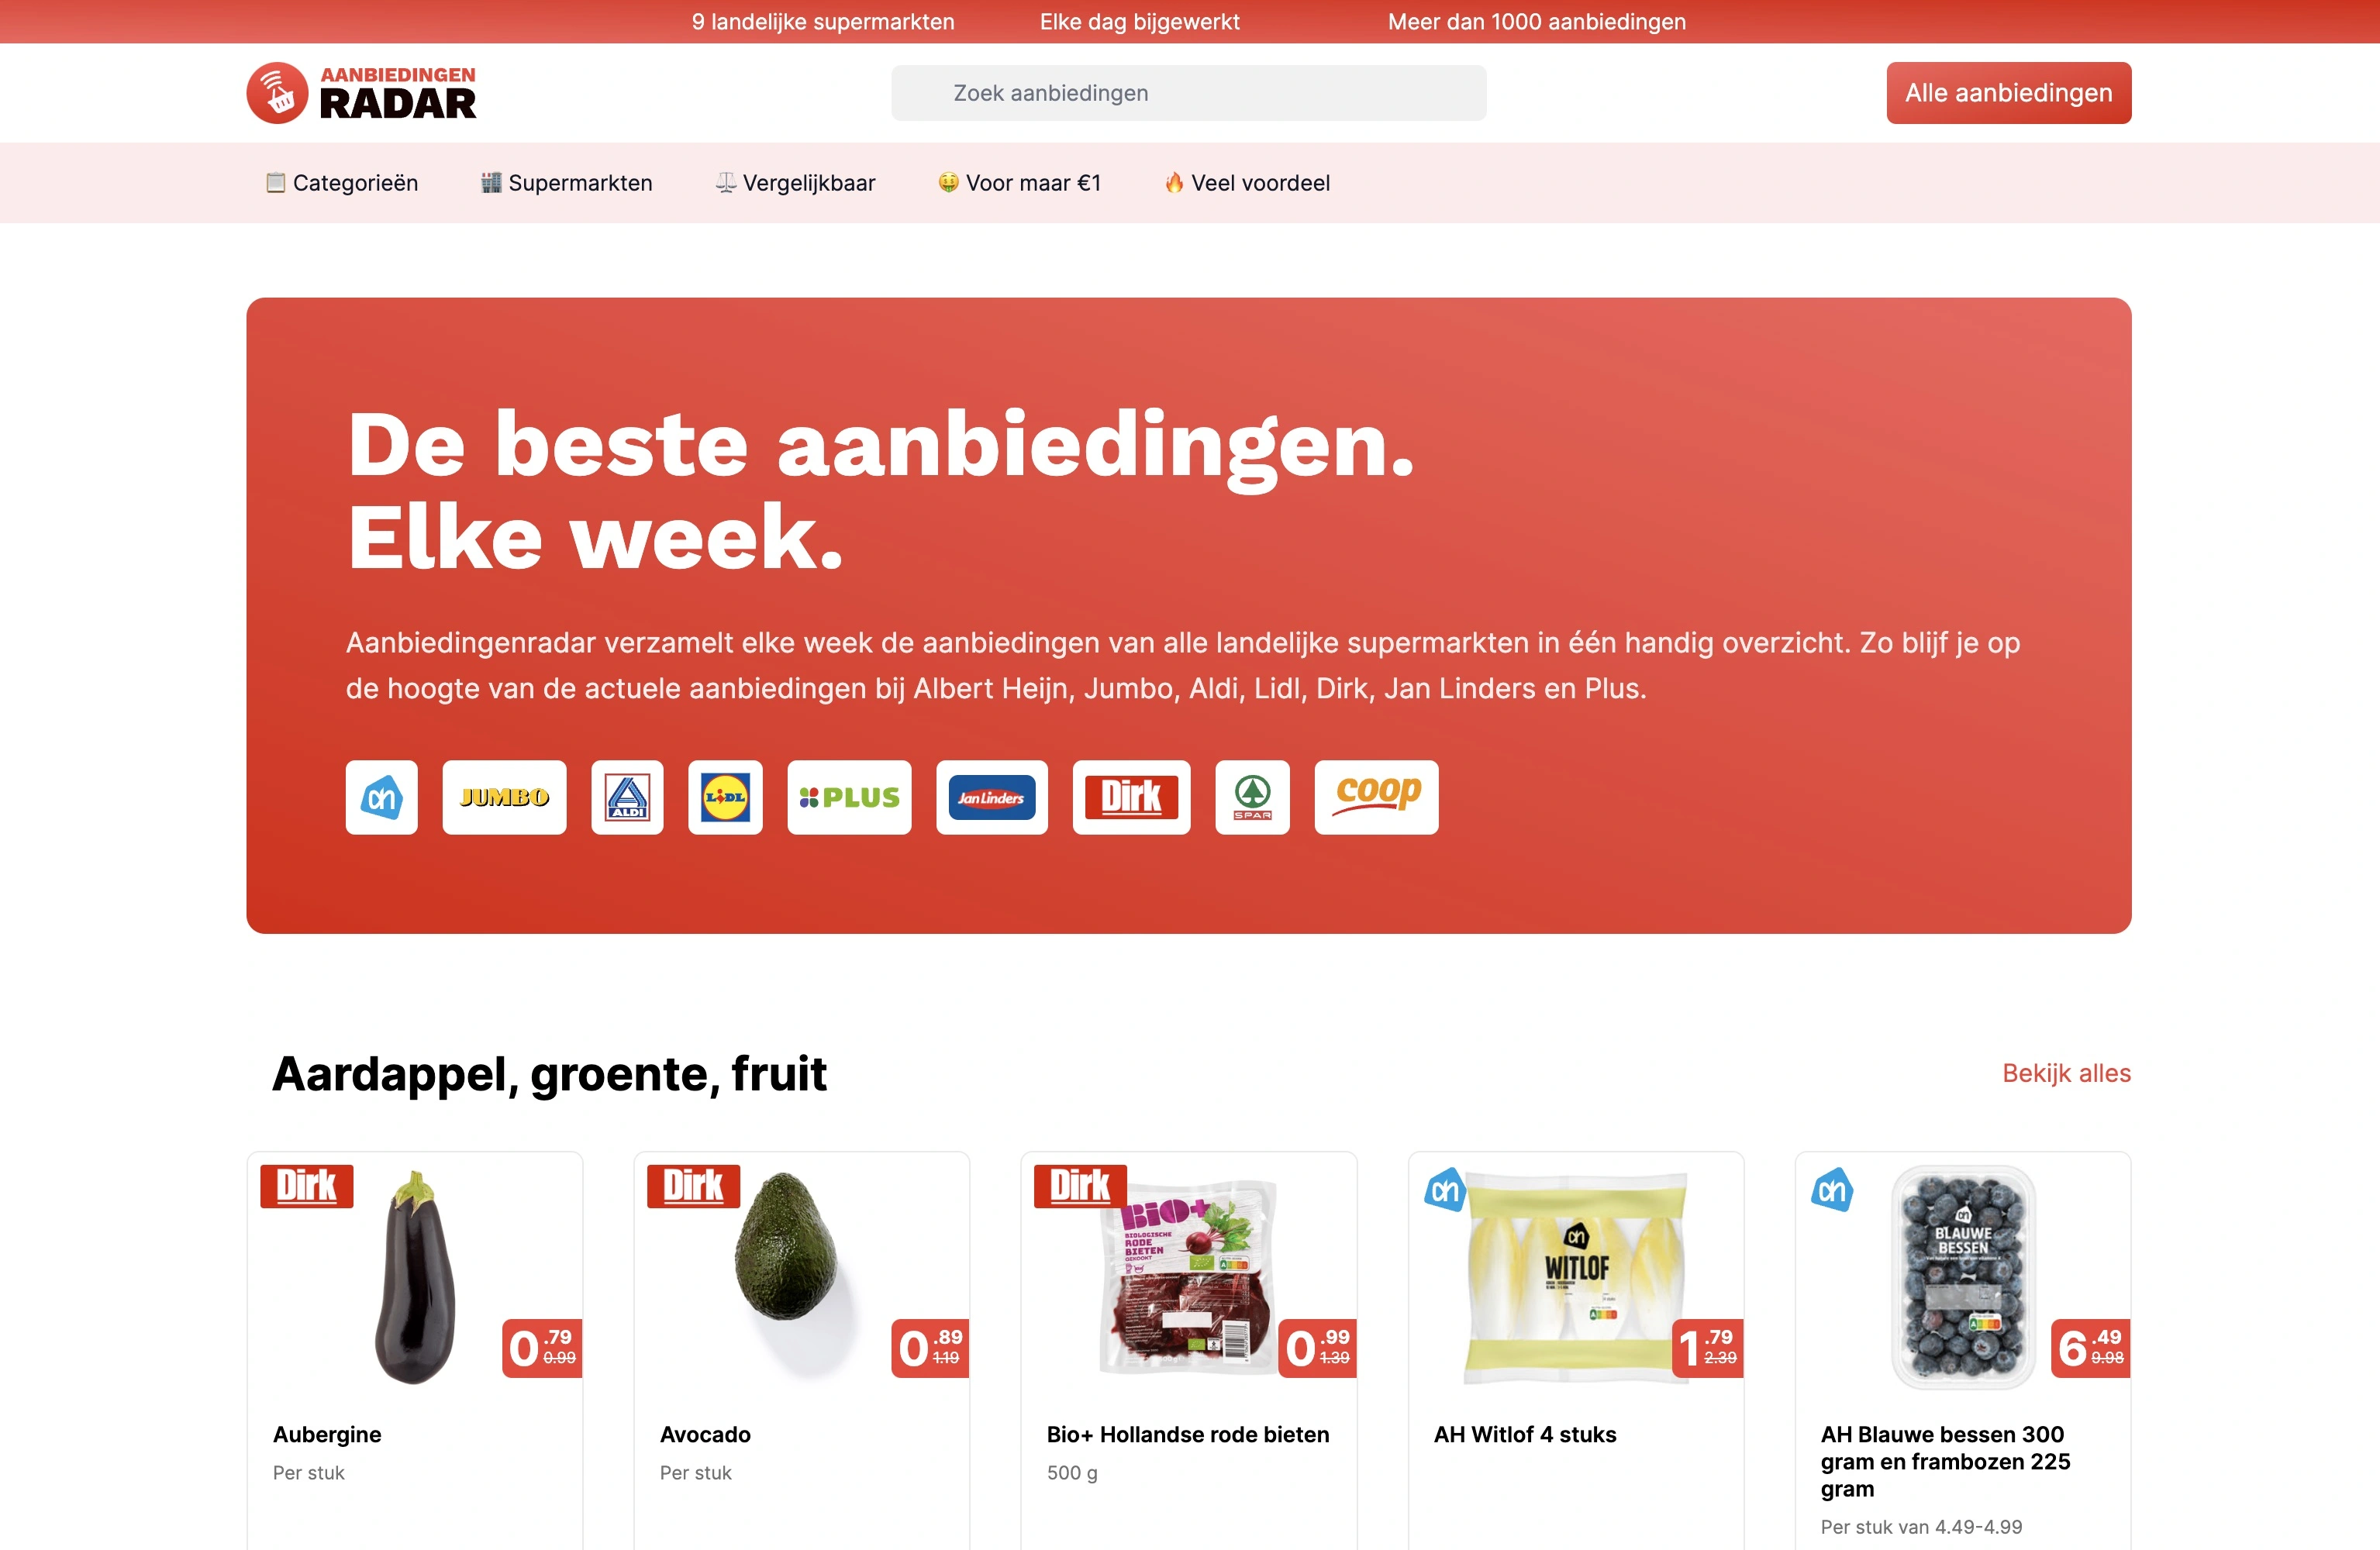 9 landelijke supermarkten
Elke dag bijgewerkt
Meer dan 1000 aanbiedingen
AANBIEDINGEN
RADAR
Zoek aanbiedingen
Alle aanbiedingen
Categorieën
Supermarkten
Vergelijkbaar
Voor maar €1
Veel voordeel
De beste aanbiedingen.
Elke week.
Aanbiedingenradar verzamelt elke week de aanbiedingen van alle landelijke supermarkten in één handig overzicht. Zo blijf je op
de hoogte van de actuele aanbiedingen bij Albert Heijn, Jumbo, Aldi, Lidl, Dirk, Jan Linders en Plus.
ah
JUMBO
ALDI
LiDL
PLUS
Jan Linders
Dirk
SPAR
coop
Aardappel, groente, fruit
Bekijk alles
Dirk
0.79
0.99
Aubergine
Per stuk
Dirk
0.89
1.19
Avocado
Per stuk
Dirk
BiO+
BIOLOGISCHE
RODE
BIETEN
GEKOOKT
0.99
1.39
Bio+ Hollandse rode bieten
500 g
ah
ah
WITLOF
1.79
2.39
AH Witlof 4 stuks
ah
ah
BLAUWE
BESSEN
6.49
9.98
AH Blauwe bessen 300
gram en frambozen 225
gram
Per stuk van 4.49-4.99